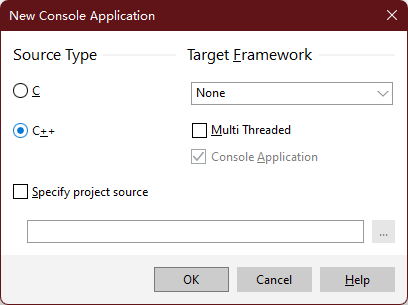 New Console Application
Source Type
Target Framework
C
None
C++
Multi Threaded
Console Application
Specify project source
...
OK
Cancel
Help